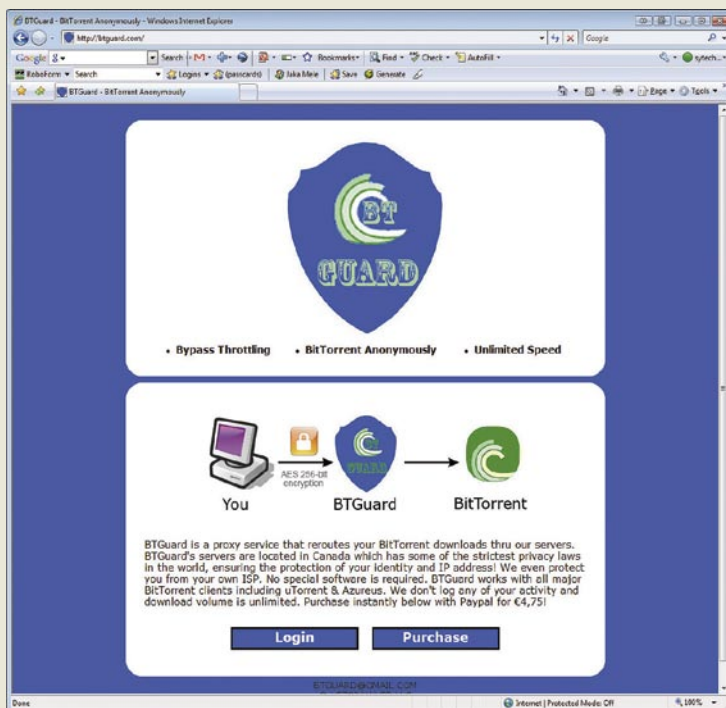 BTGuard - BitTorrent Anonymously - Windows Internet Explorer
http://btguard.com/
Google
Google
Search
Bookmarks
Find
Check
AutoFill
sytech...
RoboForm
Search
Logins
(passcards)
Jaka Mele
Save
Generate
BTGuard - BitTorrent Anonymously
Page
Tools
BT
GUARD
• Bypass Throttling • BitTorrent Anonymously • Unlimited Speed
AES 256-bit
encryption
You BTGuard BitTorrent
BTGuard is a proxy service that reroutes your BitTorrent downloads thru our servers.
BTGuard's servers are located in Canada which has some of the strictest privacy laws
in the world, ensuring the protection of your identity and IP address! We even protect
you from your own ISP. No special software is required. BTGuard works with all major
BitTorrent clients including uTorrent & Azureus. We don't log any of your activity and
download volume is unlimited. Purchase instantly below with Paypal for €4,75!
Login Purchase
BTGUARD@GMAIL.COM
Done
Internet | Protected Mode: Off
100%